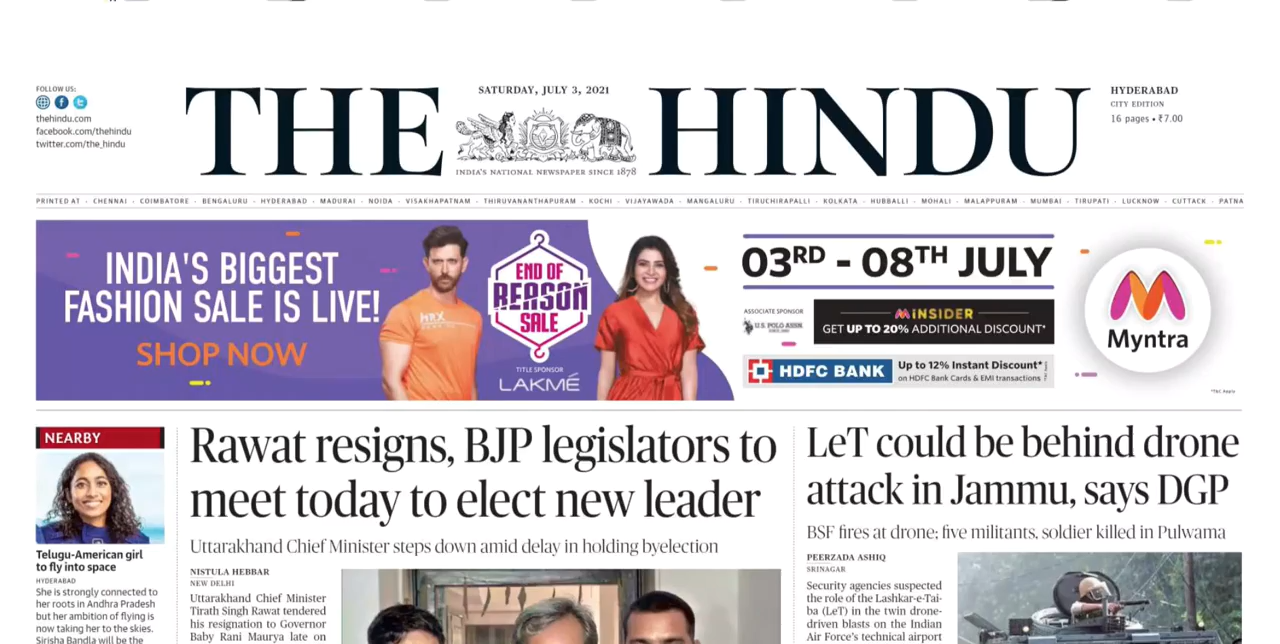 FOLLOW US:
thehindu.com
facebook.com/thehindu
twitter.com/the_hindu
THE HINDU
SATURDAY, JULY 3, 2021
INDIA'S NATIONAL NEWSPAPER SINCE 1878
HYDERABAD
CITY EDITION
16 pages • ₹7.00
PRINTED AT · CHENNAI · COIMBATORE · BENGALURU · HYDERABAD · MADURAI · NOIDA · VISAKHAPATNAM · THIRUVANANTHAPURAM · KOCHI · VIJAYAWADA · MANGALURU · TIRUCHIRAPALLI · KOLKATA · HUBBALLI · MOHALI · MALAPPURAM · MUMBAI · TIRUPATI · LUCKNOW · CUTTACK · PATNA
INDIA'S BIGGEST
FASHION SALE IS LIVE!
SHOP NOW
HRX
END OF
REASON
SALE
TITLE SPONSOR
LAKMÉ
03RD - 08TH JULY
ASSOCIATE SPONSOR
U.S. POLO ASSN.
INSIDER
GET UP TO 20% ADDITIONAL DISCOUNT*
HDFC BANK
Up to 12% Instant Discount*
on HDFC Bank Cards & EMI transactions
Myntra
*T&C Apply
NEARBY
Telugu-American girl
to fly into space
HYDERABAD
She is strongly connected to
her roots in Andhra Pradesh
but her ambition of flying is
now taking her to the skies.
Sirisha Bandla will be the
Rawat resigns, BJP legislators to
meet today to elect new leader
Uttarakhand Chief Minister steps down amid delay in holding byelection
NISTULA HEBBAR
NEW DELHI
Uttarakhand Chief Minister
Tirath Singh Rawat tendered
his resignation to Governor
Baby Rani Maurya late on
LeT could be behind drone
attack in Jammu, says DGP
BSF fires at drone; five militants, soldier killed in Pulwama
PEERZADA ASHIQ
SRINAGAR
Security agencies suspected
the role of the Lashkar-e-Tai-
ba (LeT) in the twin drone-
driven blasts on the Indian
Air Force's technical airport